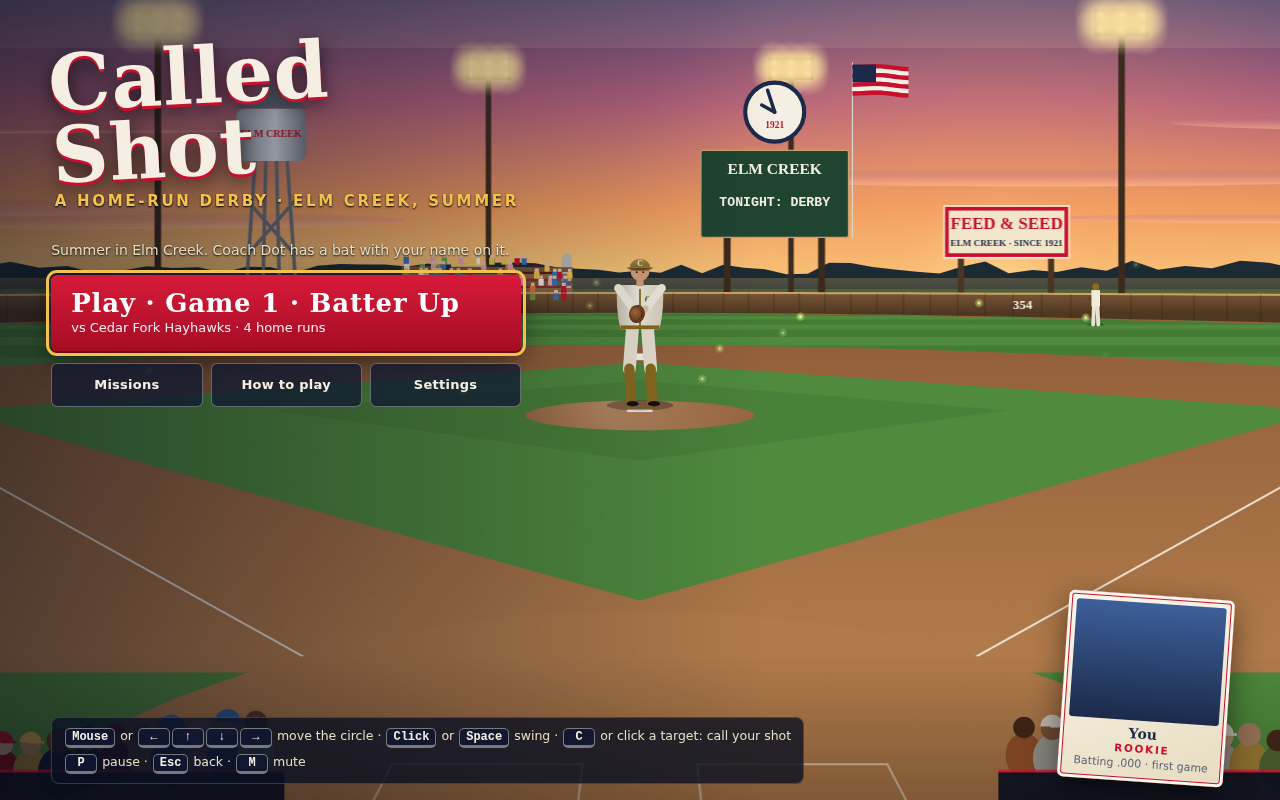 Called
Shot
ELM CREEK
A HOME-RUN DERBY · ELM CREEK, SUMMER
1921
ELM CREEK
TONIGHT: DERBY
FEED & SEED
ELM CREEK · SINCE 1921
Summer in Elm Creek. Coach Dot has a bat with your name on it.
Play · Game 1 · Batter Up
vs Cedar Fork Hayhawks · 4 home runs
Missions
How to play
Settings
C
354
Mouse or ← ↑ ↓ → move the circle · Click or Space swing · C or click a target: call your shot
P pause · Esc back · M mute
You
ROOKIE
Batting .000 · first game